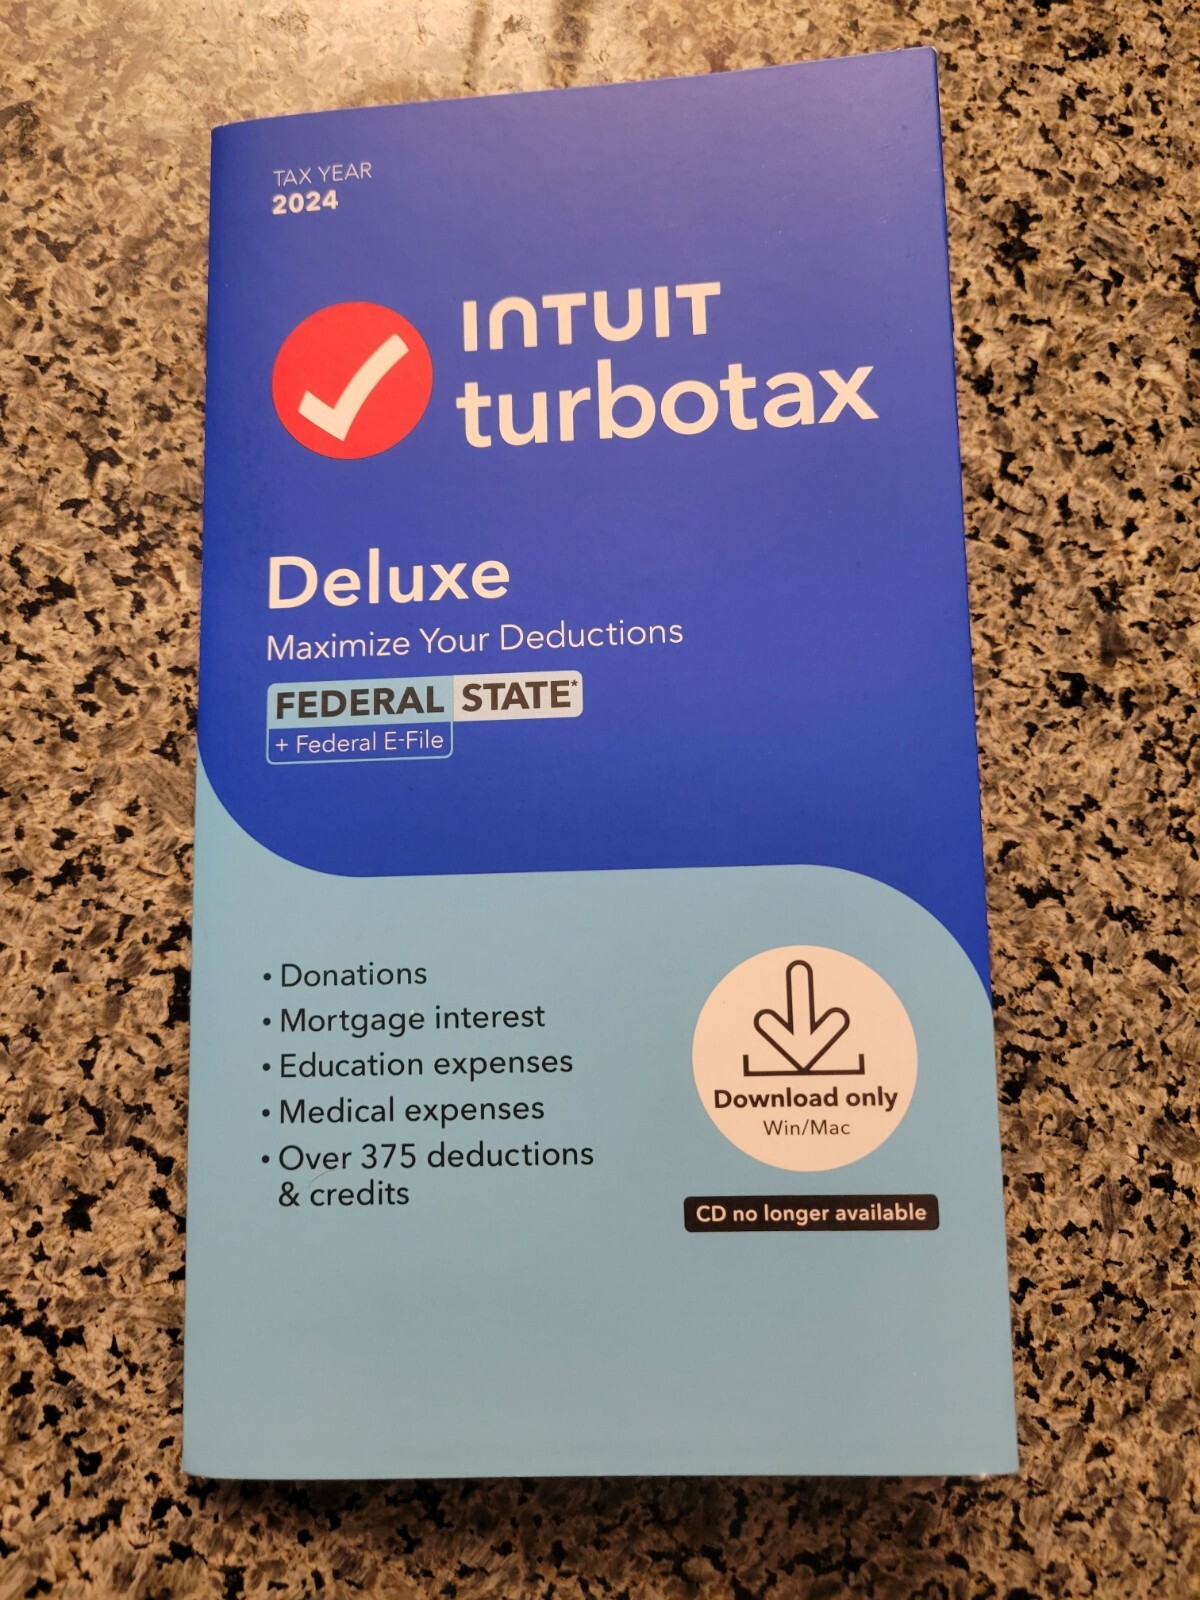 TAX YEAR
2024
INTUIT
turbotax
Deluxe
Maximize Your Deductions
FEDERAL STATE*
+ Federal E-File
• Donations
• Mortgage interest
• Education expenses
• Medical expenses
• Over 375 deductions
& credits
Download only
Win/Mac
CD no longer available